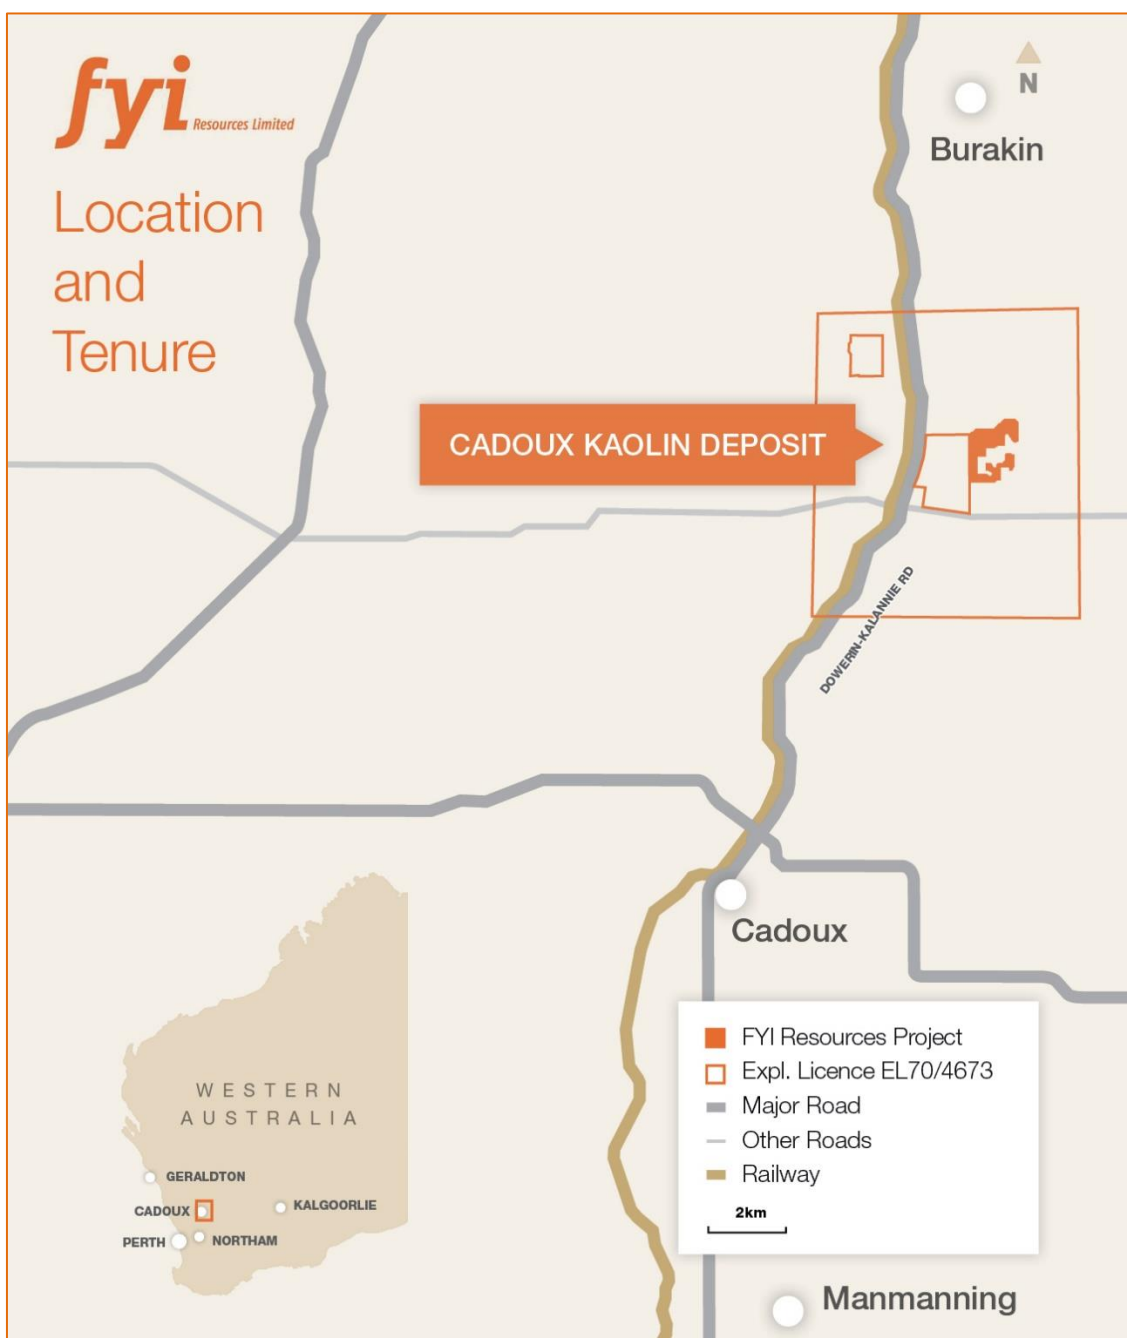 fyi
Resources Limited
Location
and
Tenure
N
Burakin
CADOUX KAOLIN DEPOSIT
DOWERIN-KALANNIE RD
Cadoux
WESTERN
AUSTRALIA
GERALDTON
CADOUX
KALGOORLIE
PERTH
NORTHAM
FYI Resources Project
Expl. Licence EL70/4673
Major Road
Other Roads
Railway
2km
Manmanning